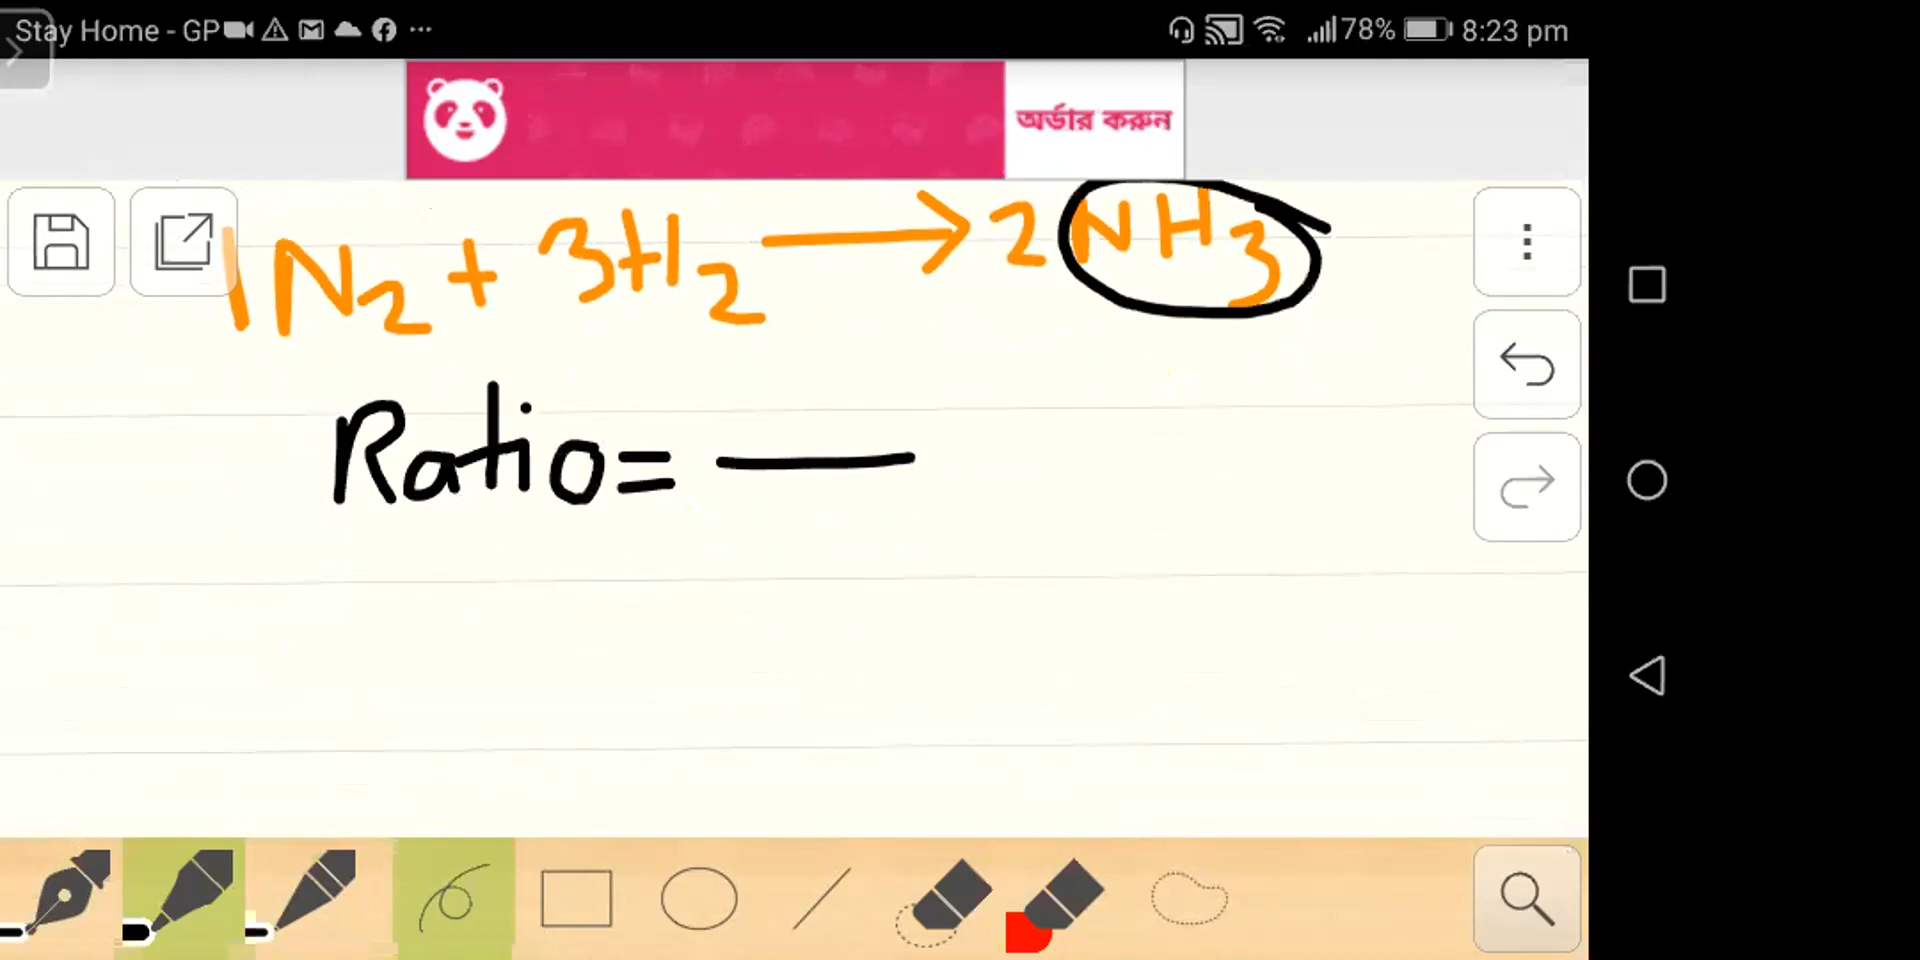 Stay Home - GP 78% 8:23 pm
অর্ডার করুন
1N₂ + 3H₂ → 2NH₃
Ratio =